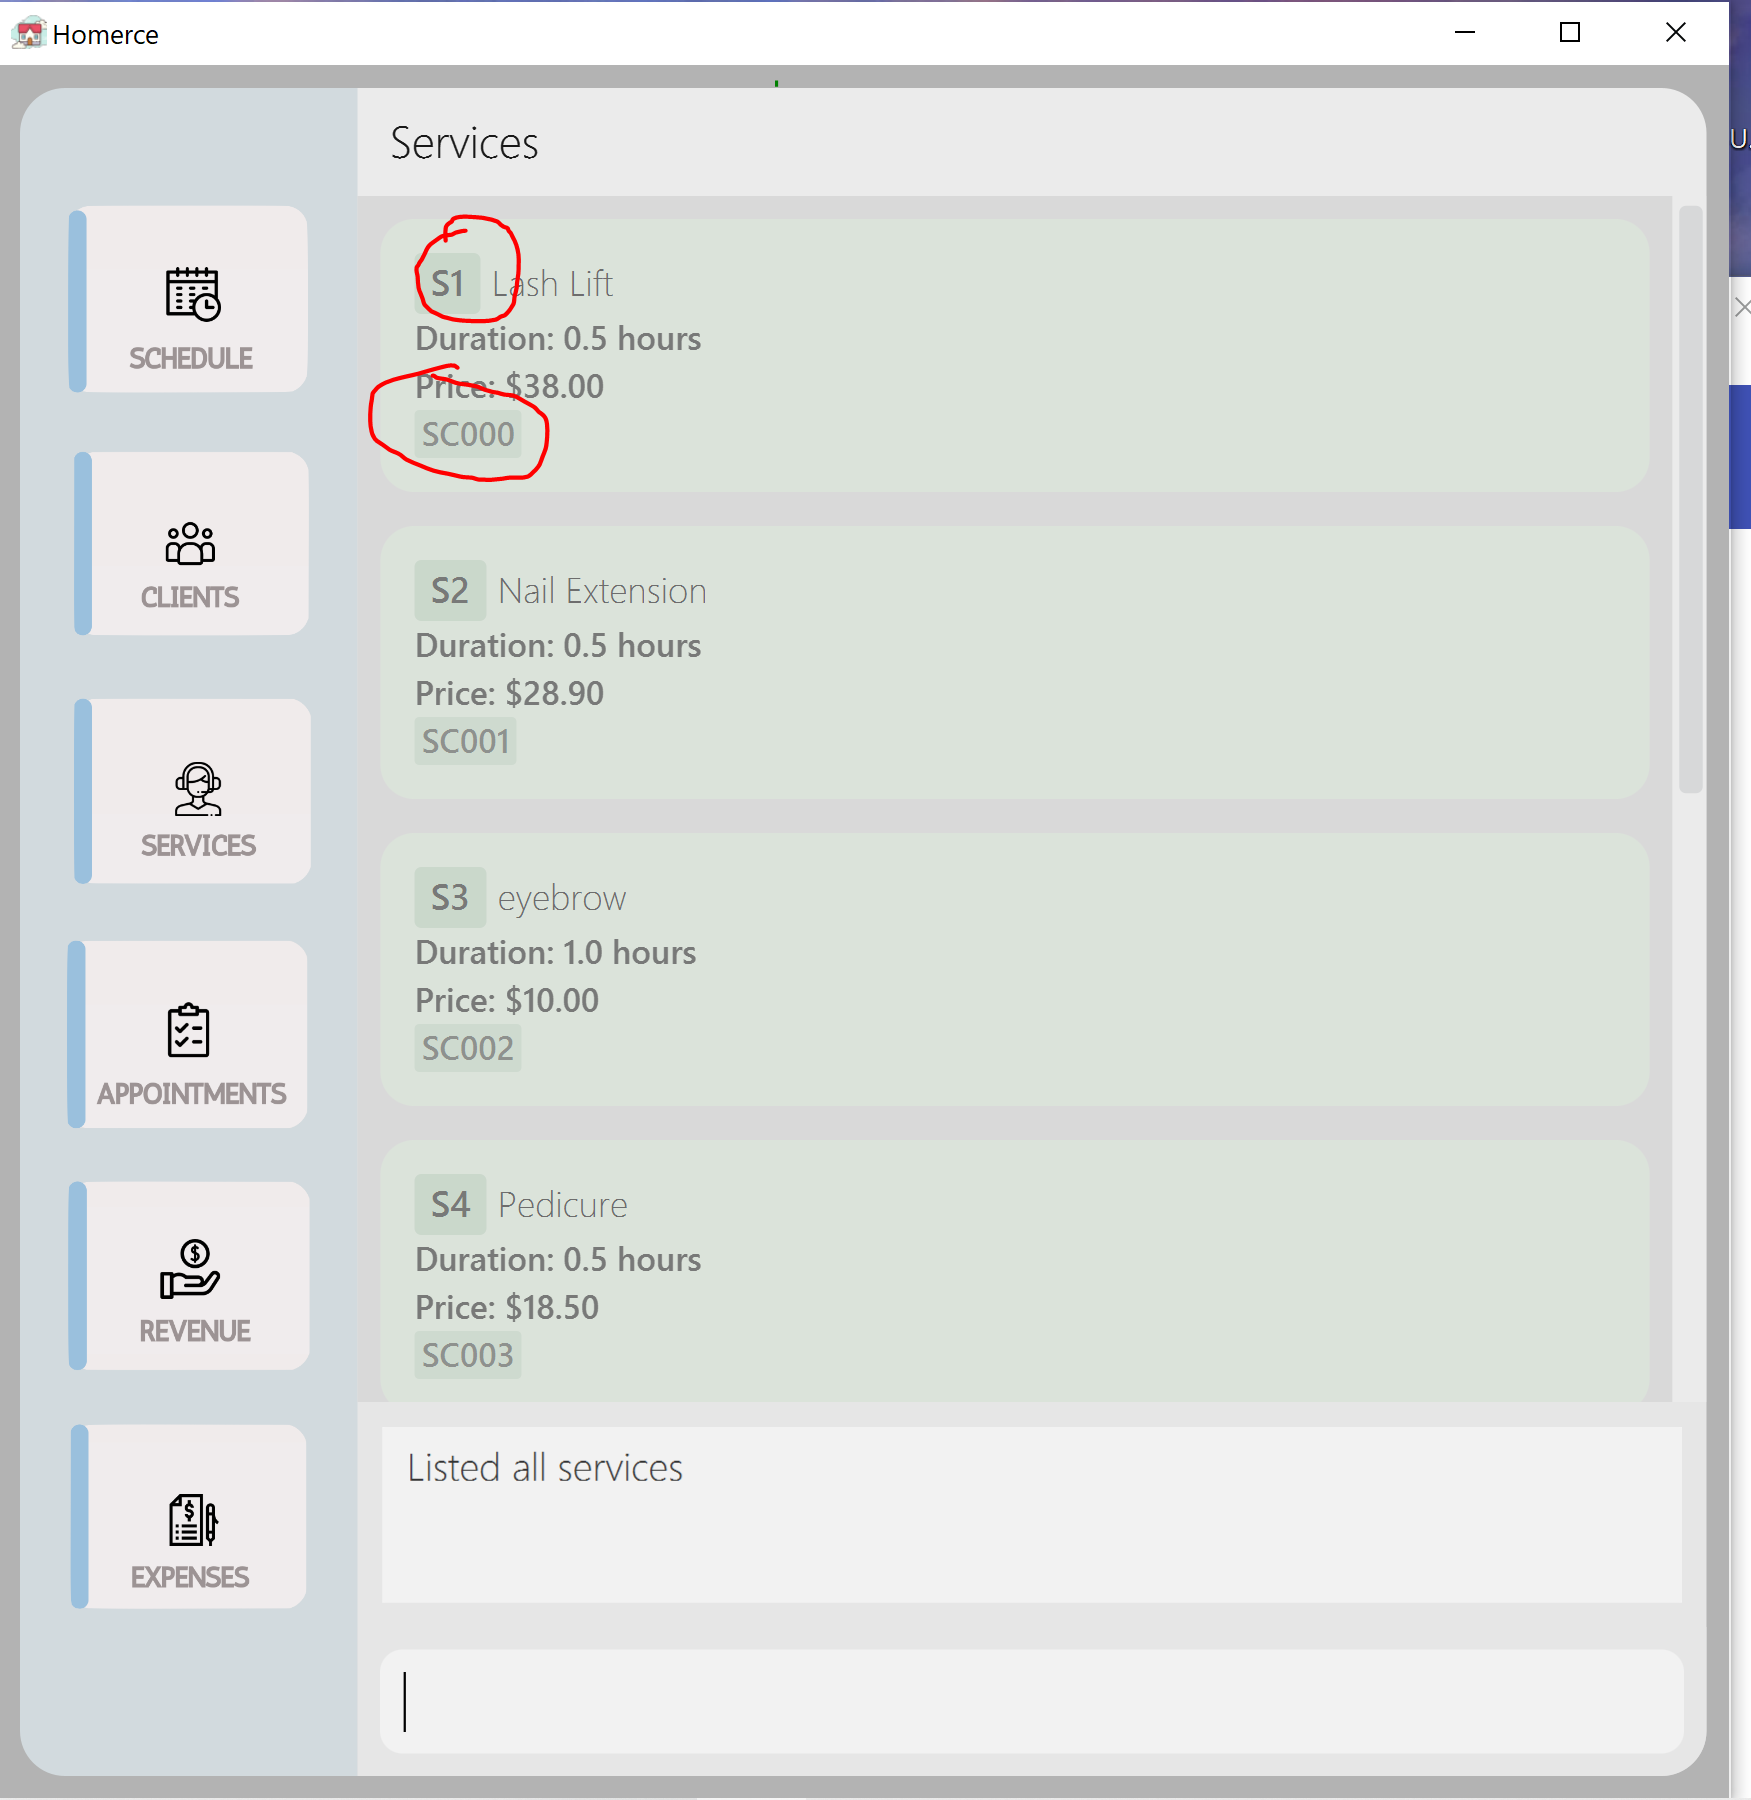 Homerce
Services
SCHEDULE
CLIENTS
SERVICES
APPOINTMENTS
REVENUE
EXPENSES
S1 Lash Lift
Duration: 0.5 hours
Price: $38.00
SC000
S2 Nail Extension
Duration: 0.5 hours
Price: $28.90
SC001
S3 eyebrow
Duration: 1.0 hours
Price: $10.00
SC002
S4 Pedicure
Duration: 0.5 hours
Price: $18.50
SC003
Listed all services